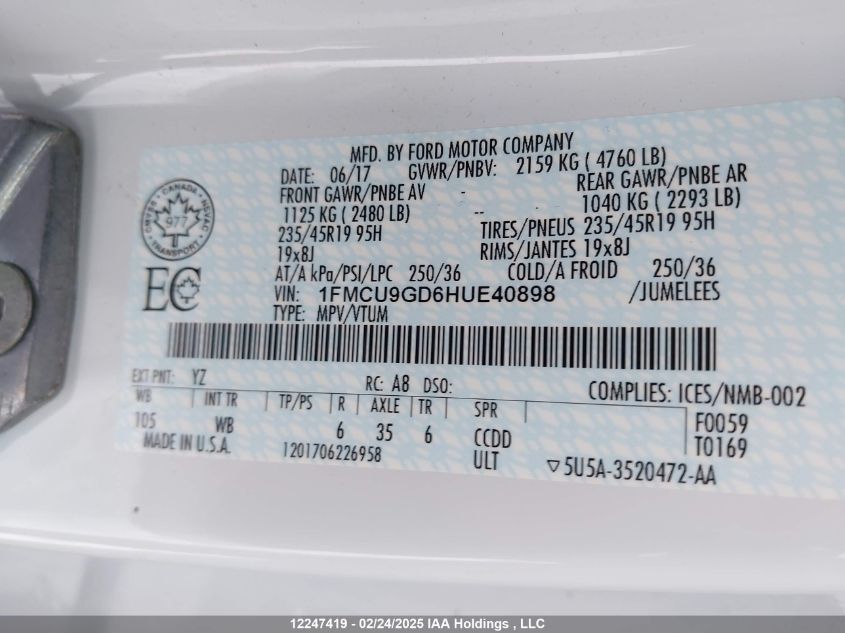 MFD. BY FORD MOTOR COMPANY
DATE: 06/17 GVWR/PNBV: 2159 KG ( 4760 LB)
FRONT GAWR/PNBE AV - REAR GAWR/PNBE AR
1125 KG ( 2480 LB) -- 1040 KG ( 2293 LB)
235/45R19 95H TIRES/PNEUS 235/45R19 95H
19x8J RIMS/JANTES 19x8J
AT/A kPa/PSI/LPC 250/36 COLD/A FROID 250/36
VIN: 1FMCU9GD6HUE40898 /JUMELEES
TYPE: MPV/VTUM
CANADA
977
TRANSPORT
EC
EXT PNT: YZ RC: A8 DSO: COMPLIES: ICES/NMB-002
WB INT TR TP/PS R AXLE TR SPR F0059
105 WB 6 35 6 CCDD T0169
MADE IN U.S.A. 1201706226958 ULT ▽5U5A-3520472-AA
12247419 - 02/24/2025 IAA Holdings , LLC